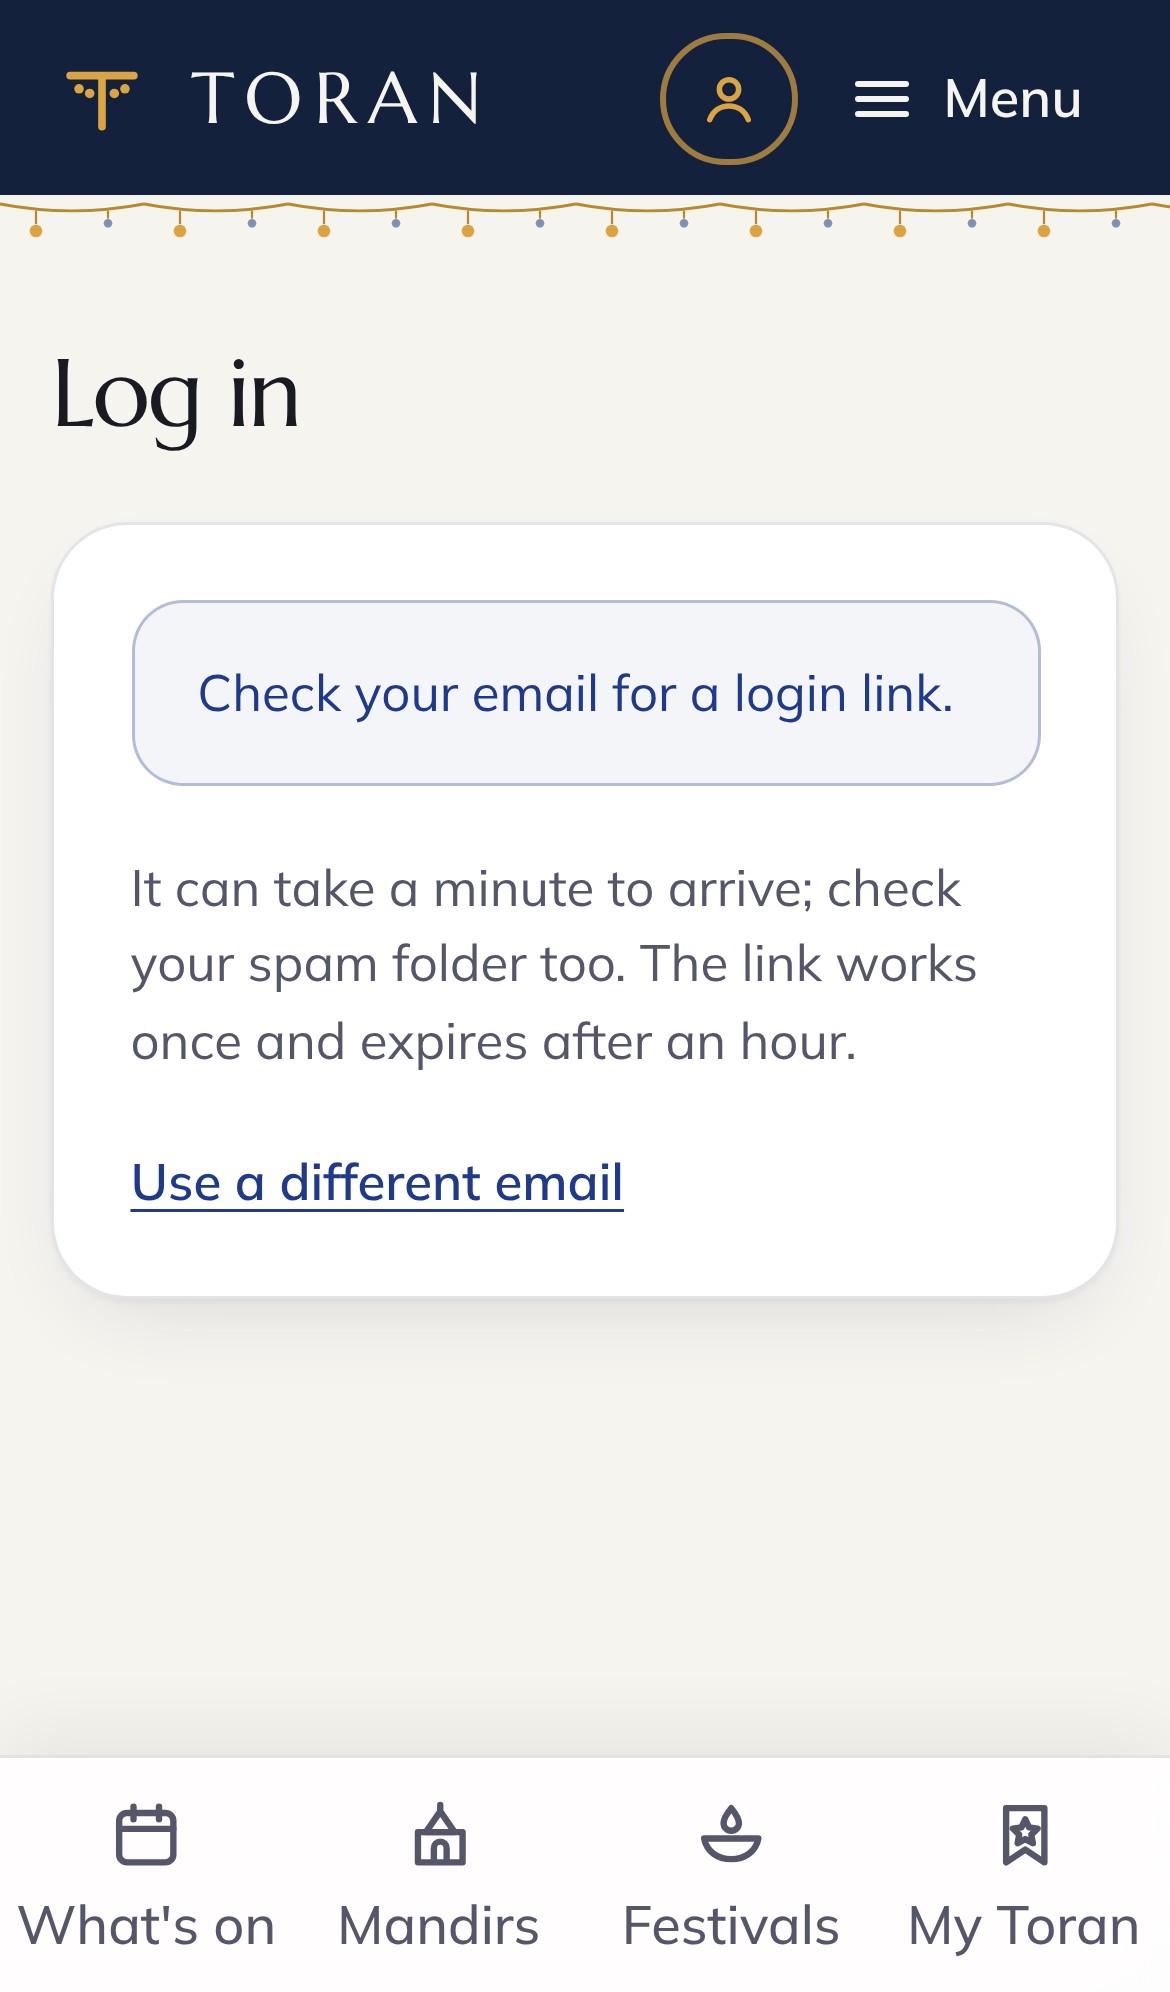 TORAN
Menu
Log in
Check your email for a login link.
It can take a minute to arrive; check
your spam folder too. The link works
once and expires after an hour.
Use a different email
What's on
Mandirs
Festivals
My Toran